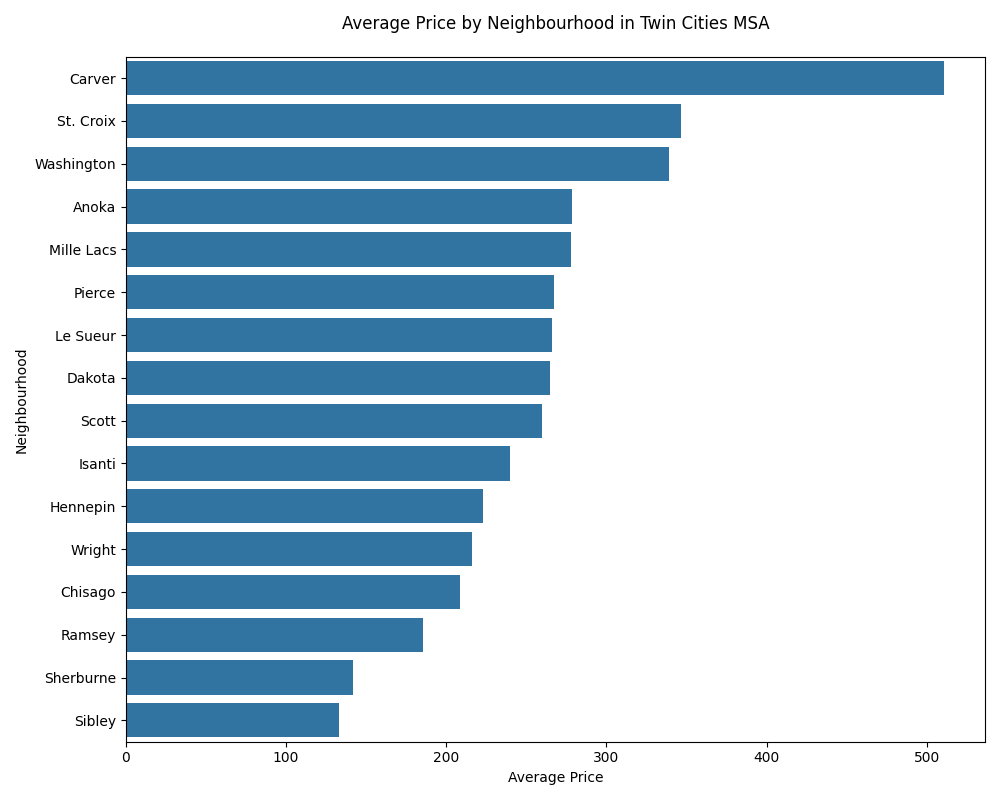 Average Price by Neighbourhood in Twin Cities MSA
Neighbourhood
Carver
St. Croix
Washington
Anoka
Mille Lacs
Pierce
Le Sueur
Dakota
Scott
Isanti
Hennepin
Wright
Chisago
Ramsey
Sherburne
Sibley
0 100 200 300 400 500
Average Price